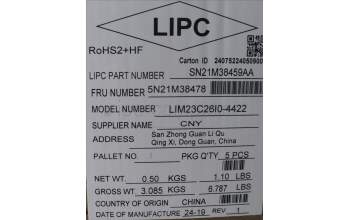 LIPC
RoHS2+HF
Carton ID 24075224050900
LIPC PART NUMBER SN21M38459AA
FRU NUMBER 5N21M38478
MODEL NUMBER LIM23C26I0-4422
SUPPLIER NAME CNY
San Zhong Guan Li Qu
Qing Xi, Dong Guan, China
PALLET NO PKG Q'TY 5 PCS
NET WT. 0.50 KGS 1.10 LBS
GROSS WT 3.085 KGS 6.787 LBS
COUNTRY OF ORIGIN CHINA
DATE OF MANUFACTURE 24-19 REV 1